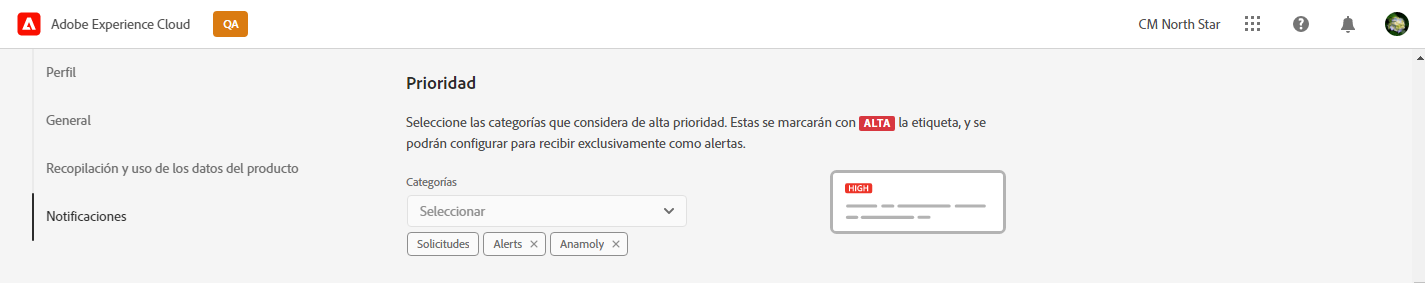 Adobe Experience Cloud
QA
CM North Star
Perfil
General
Recopilación y uso de los datos del producto
Notificaciones
Prioridad
Seleccione las categorías que considera de alta prioridad. Estas se marcarán con ALTA la etiqueta, y se
podrán configurar para recibir exclusivamente como alertas.
Categorías
Seleccionar
Solicitudes
Alerts
Anamoly
HIGH